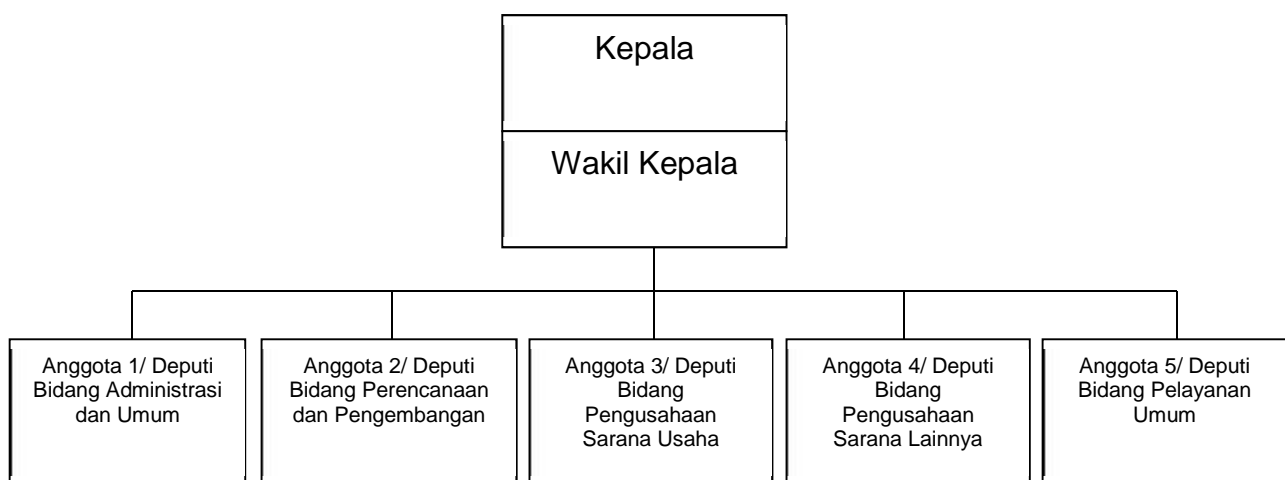 Kepala
Wakil Kepala
Anggota 1/ Deputi
Bidang Administrasi
dan Umum
Anggota 2/ Deputi
Bidang Perencanaan
dan Pengembangan
Anggota 3/ Deputi
Bidang
Pengusahaan
Sarana Usaha
Anggota 4/ Deputi
Bidang
Pengusahaan
Sarana Lainnya
Anggota 5/ Deputi
Bidang Pelayanan
Umum